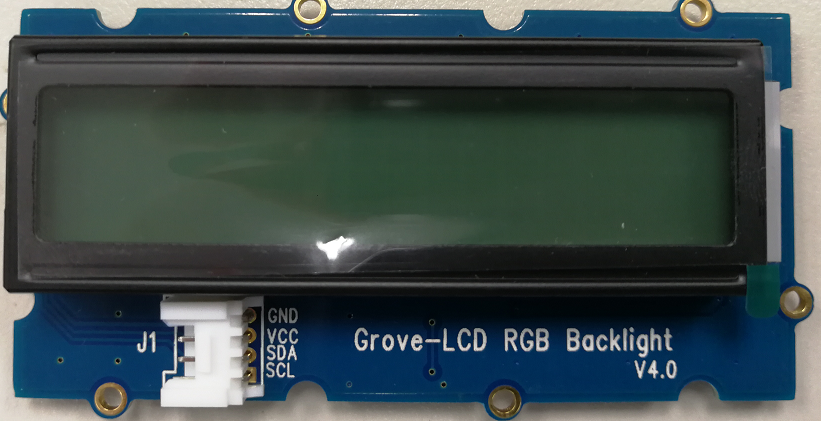 J1
GND
VCC
SDA
SCL
Grove-LCD RGB Backlight
V4.0